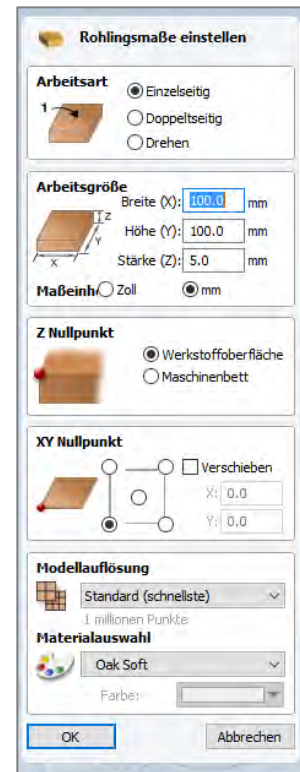 Rohlingsmaße einstellen
Arbeitsart
Einzelseitig
1
Doppeltseitig
Drehen
Arbeitsgröße
Breite (X): 100.0 mm
Z
Höhe (Y): 100.0 mm
Y
X
Stärke (Z): 5.0 mm
Maßeinh Zoll mm
Z Nullpunkt
Werkstoffoberfläche
Maschinenbett
XY Nullpunkt
Verschieben
X: 0.0
Y: 0.0
Modellauflösung
Standard (schnellste)
1 millionen Punkte
Materialauswahl
Oak Soft
Farbe:
OK Abbrechen